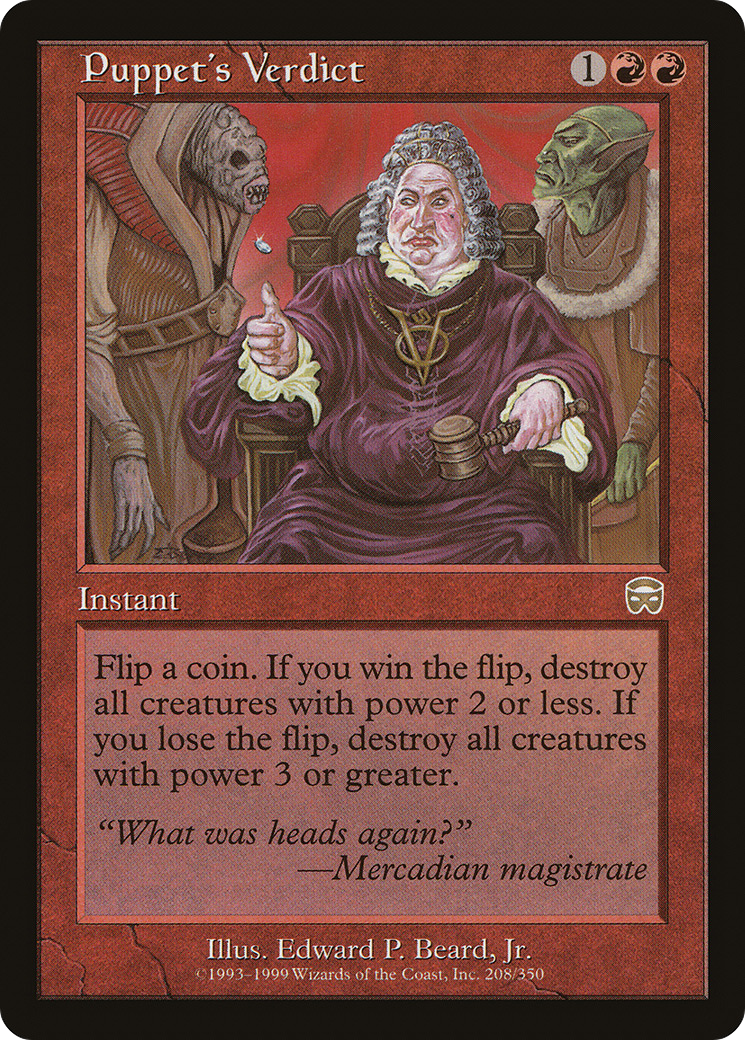 Puppet's Verdict 1
Instant
Flip a coin. If you win the flip, destroy
all creatures with power 2 or less. If
you lose the flip, destroy all creatures
with power 3 or greater.
“What was heads again?”
—Mercadian magistrate
Illus. Edward P. Beard, Jr.
©1993–1999 Wizards of the Coast, Inc. 208/350